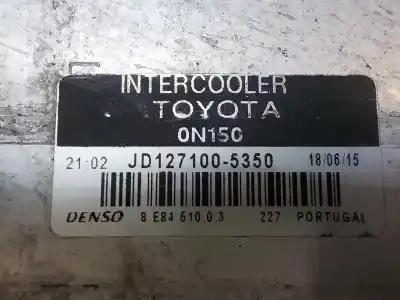 INTERCOOLER
TOYOTA
0N150
21:02 JD127100-5350 18/06/15
DENSO 8 E84 510 0.3 227 PORTUGAL